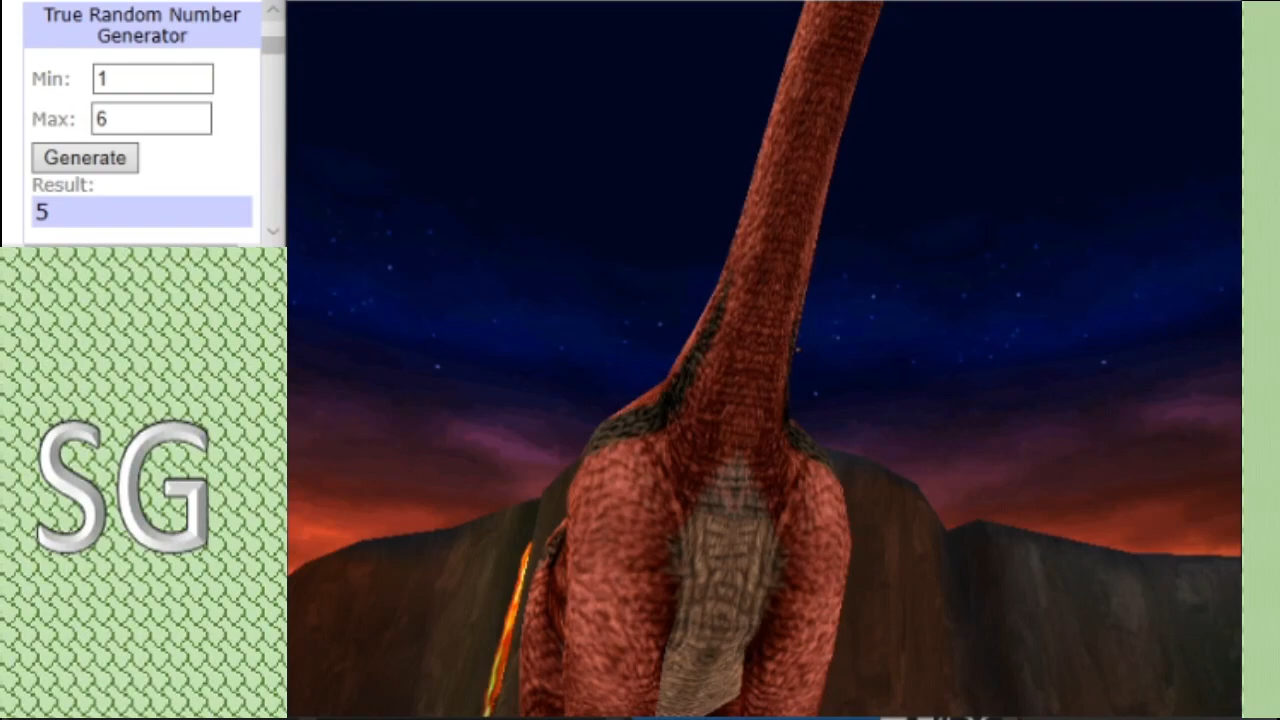 True Random Number
Generator
Min: 1
Max: 6
Generate
Result:
5
SG